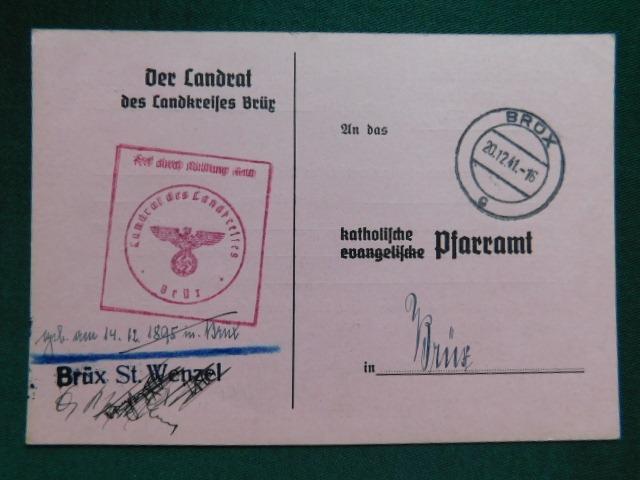 Der Landrat
des Landkreises Brüx
Frei durch Ablösung Reich
Landrat des Landkreises
Brüx
geb. am 14. 12. 1895 in Brüx
Brüx St. Wenzel
An das
BRÜX
20.12.41.-16
e
katholische
evangelische Pfarramt
in Brüx